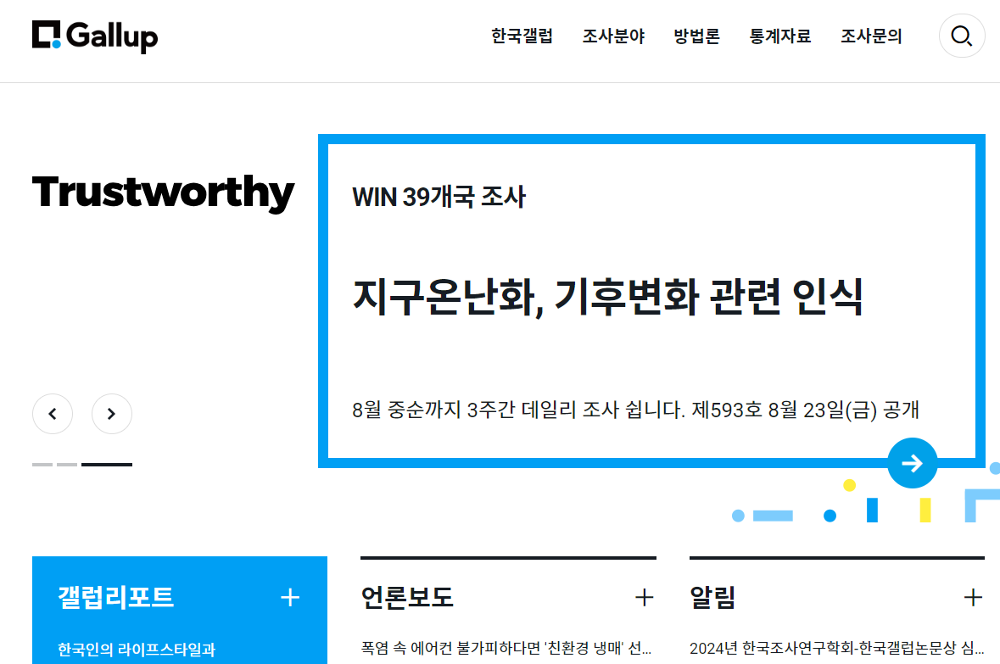 Gallup
한국갤럽 조사분야 방법론 통계자료 조사문의
Trustworthy
WIN 39개국 조사
지구온난화, 기후변화 관련 인식
8월 중순까지 3주간 데일리 조사 쉽니다. 제593호 8월 23일(금) 공개
갤럽리포트
한국인의 라이프스타일과
언론보도
폭염 속 에어컨 불가피하다면 '친환경 냉매' 선...
알림
2024년 한국조사연구학회-한국갤럽논문상 심...